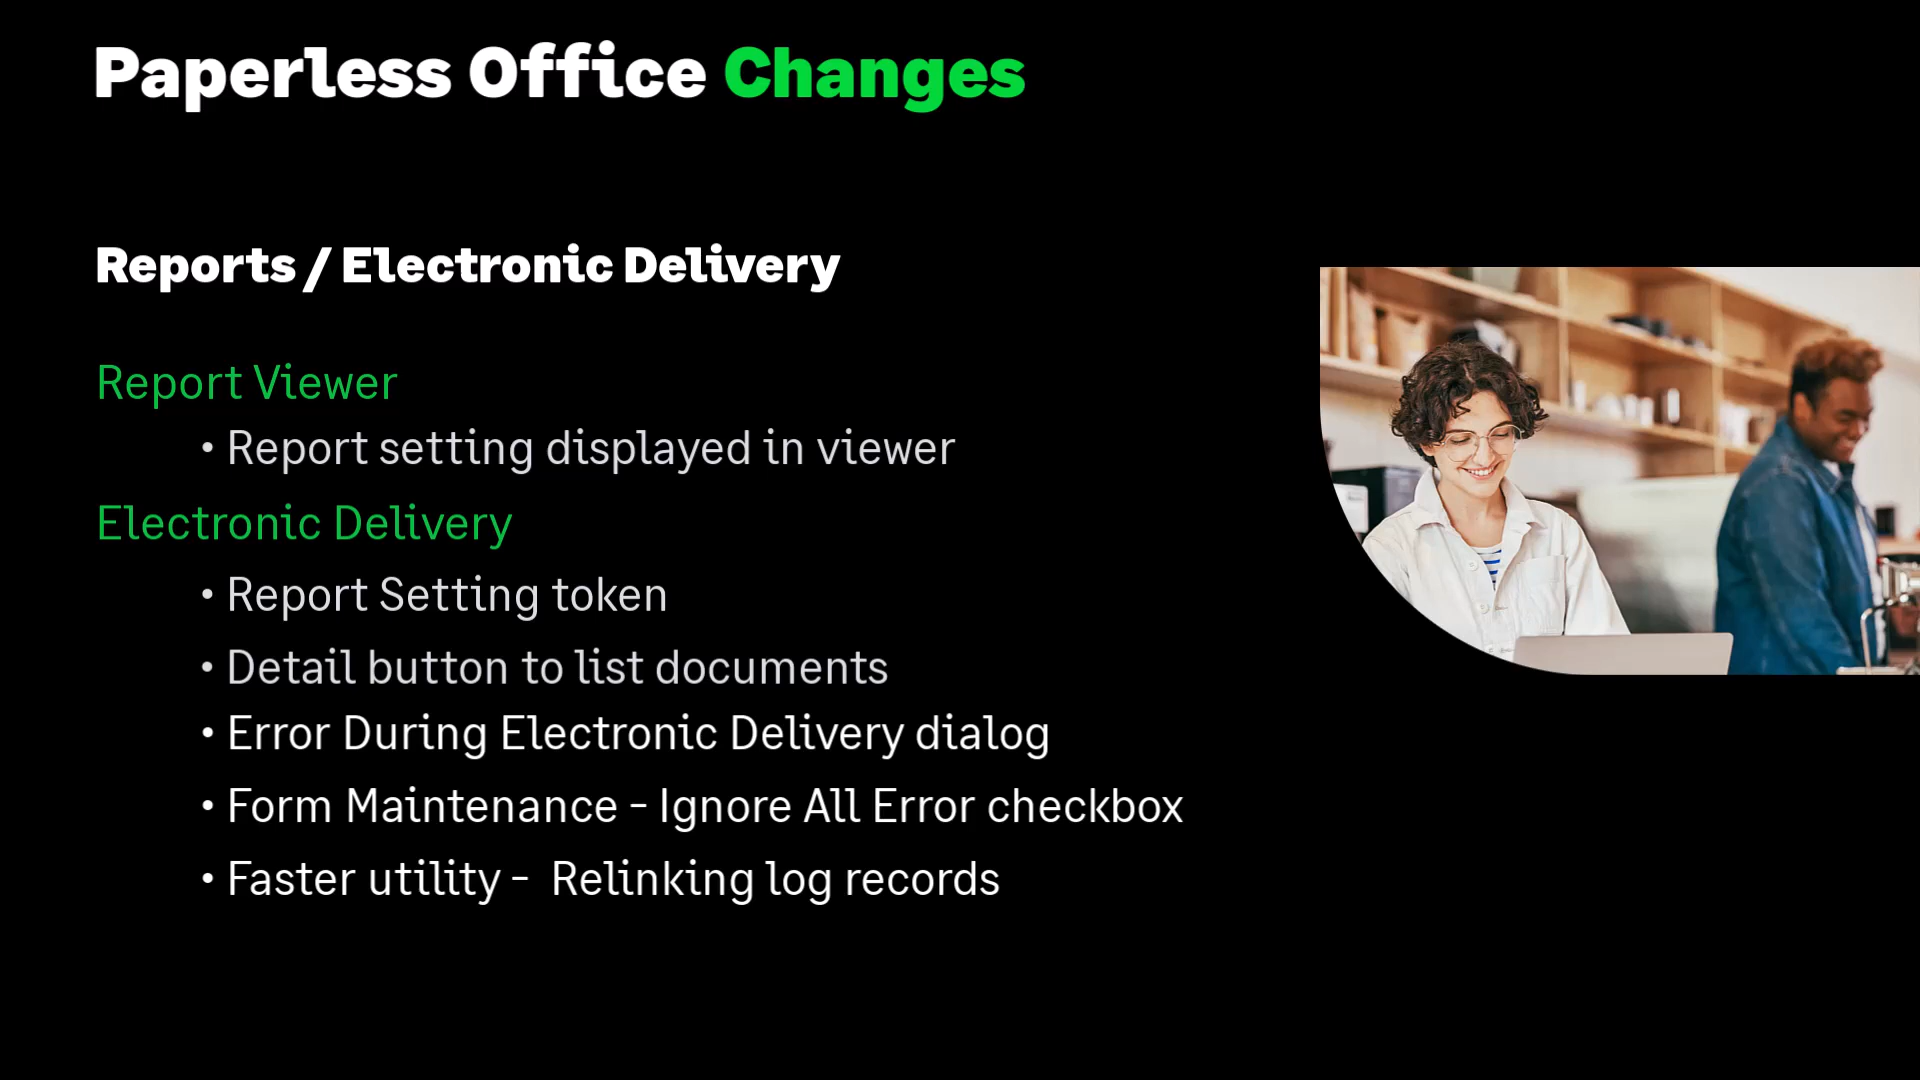 Paperless Office Changes
Reports / Electronic Delivery
Report Viewer
• Report setting displayed in viewer
Electronic Delivery
• Report Setting token
• Detail button to list documents
• Error During Electronic Delivery dialog
• Form Maintenance - Ignore All Error checkbox
• Faster utility - Relinking log records